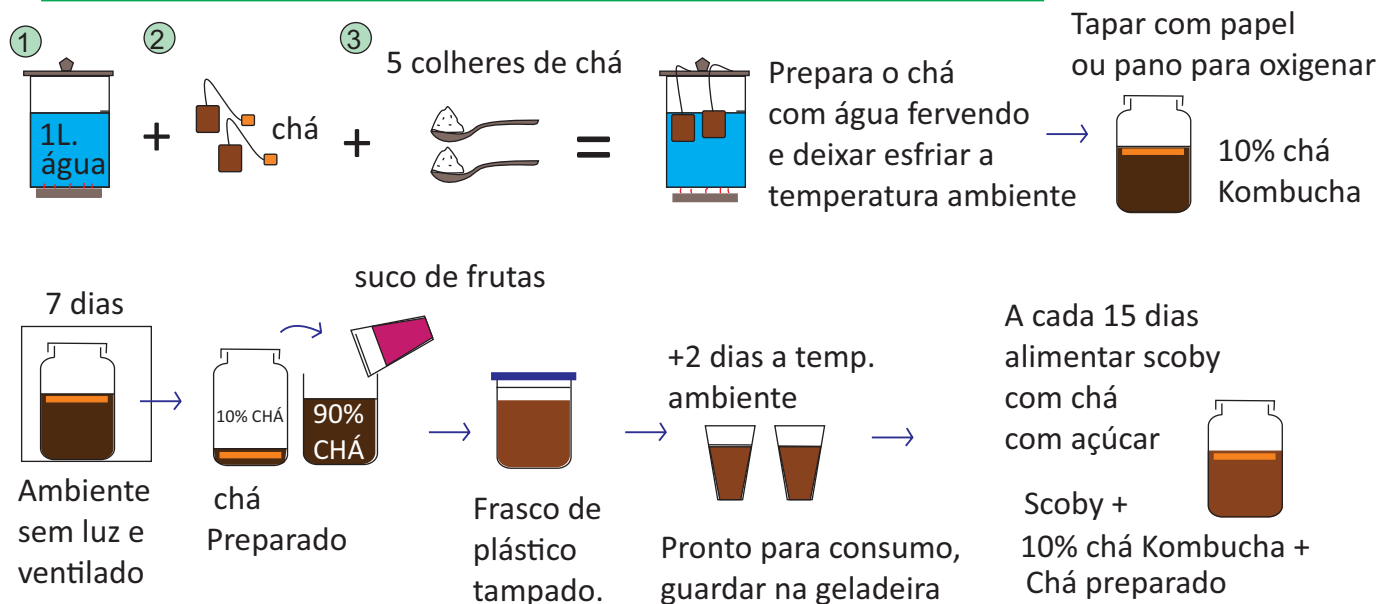 1
2
3
1L.
água
+
chá
+
5 colheres de chá
=
Prepara o chá
com água fervendo
e deixar esfriar a
temperatura ambiente
Tapar com papel
ou pano para oxigenar
10% chá
Kombucha
7 dias
Ambiente
sem luz e
ventilado
10% CHÁ
chá
Preparado
suco de frutas
90%
CHÁ
Frasco de
plástico
tampado.
+2 dias a temp.
ambiente
Pronto para consumo,
guardar na geladeira
A cada 15 dias
alimentar scoby
com chá
com açúcar
Scoby +
10% chá Kombucha +
Chá preparado